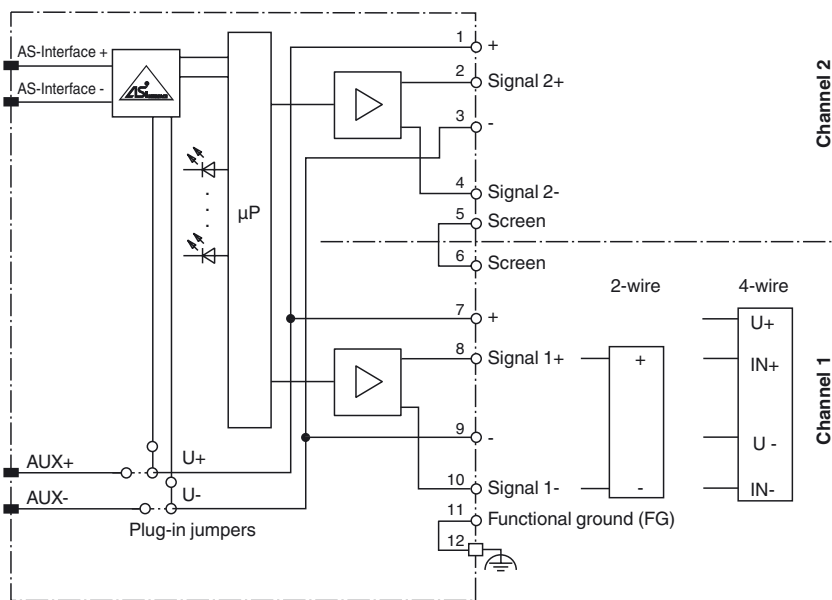 AS-Interface +
AS-Interface -
µP
1
+
2
Signal 2+
3
-
4
Signal 2-
5
Screen
6
Screen
Channel 2
7
+
8
Signal 1+
9
-
10
Signal 1-
11
Functional ground (FG)
12
2-wire
+
-
4-wire
U+
IN+
U -
IN-
Channel 1
AUX+
U+
AUX-
U-
Plug-in jumpers